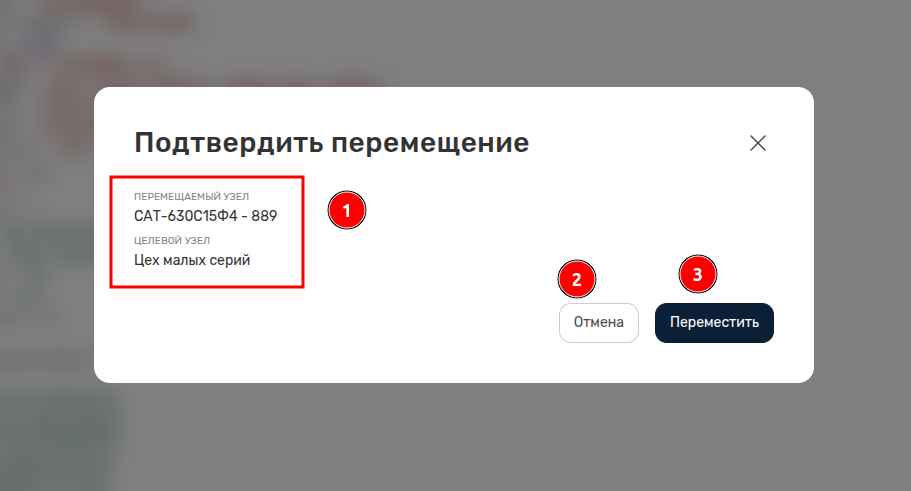 Подтвердить перемещение
ПЕРЕМЕЩАЕМЫЙ УЗЕЛ
САТ-630С15Ф4 - 889
1
ЦЕЛЕВОЙ УЗЕЛ
Цех малых серий
2
3
Отмена
Переместить